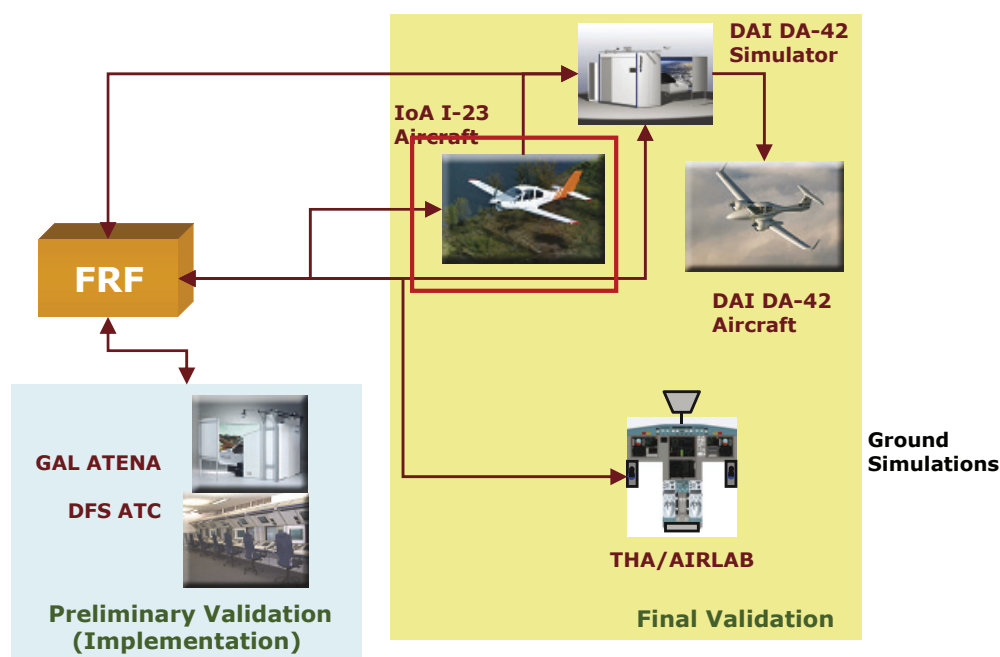 DAI DA-42
Simulator
IoA I-23
Aircraft
FRF
DAI DA-42
Aircraft
GAL ATENA
DFS ATC
Ground
Simulations
THA/AIRLAB
Preliminary Validation
(Implementation)
Final Validation